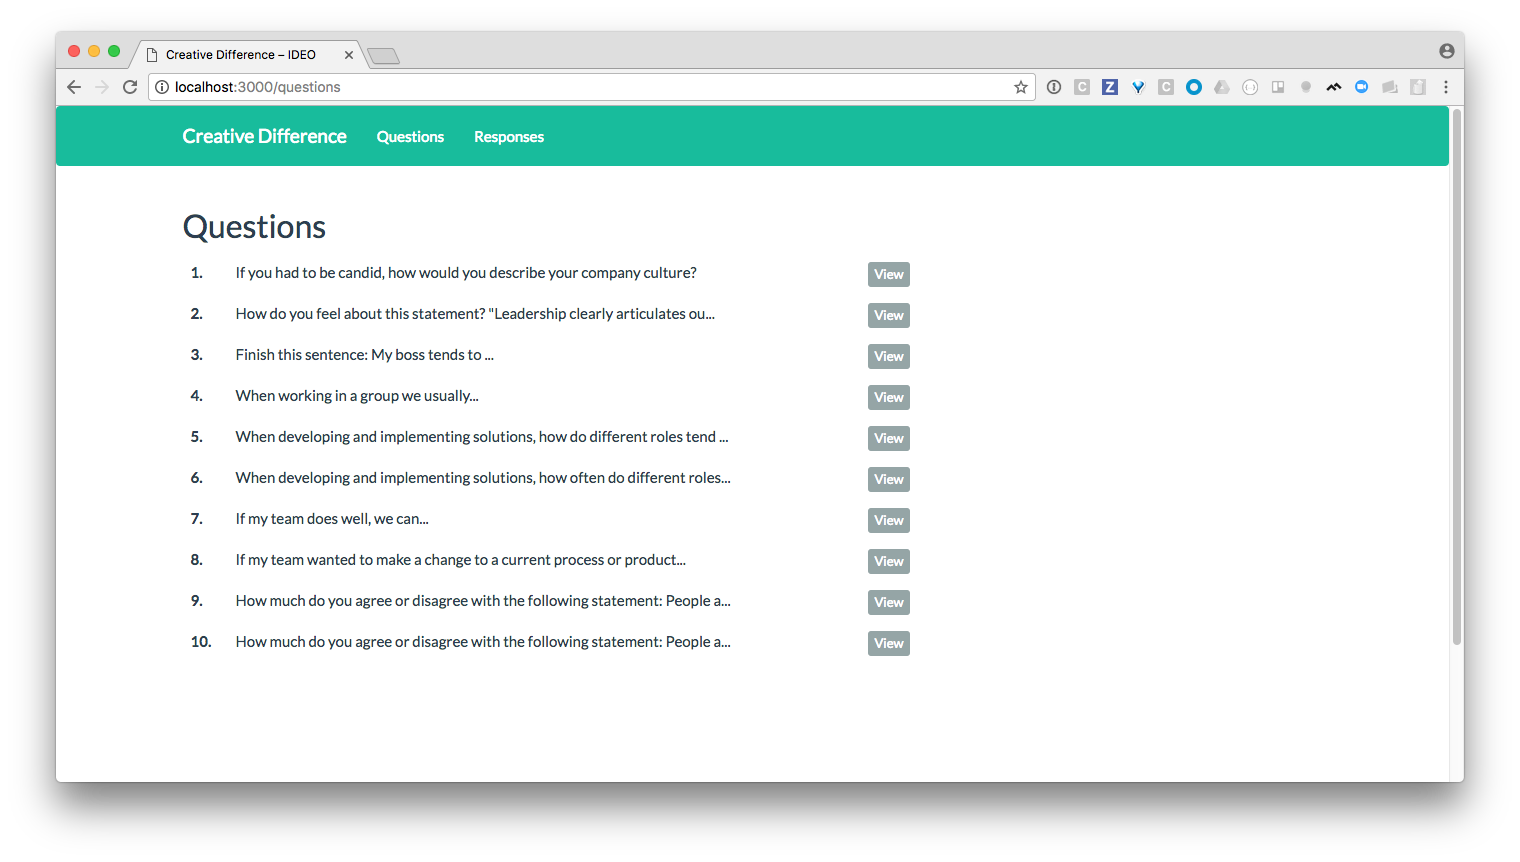 Creative Difference – IDEO
localhost:3000/questions
Creative Difference Questions Responses
Questions
1. If you had to be candid, how would you describe your company culture? View
2. How do you feel about this statement? "Leadership clearly articulates ou... View
3. Finish this sentence: My boss tends to ... View
4. When working in a group we usually... View
5. When developing and implementing solutions, how do different roles tend ... View
6. When developing and implementing solutions, how often do different roles... View
7. If my team does well, we can... View
8. If my team wanted to make a change to a current process or product... View
9. How much do you agree or disagree with the following statement: People a... View
10. How much do you agree or disagree with the following statement: People a... View